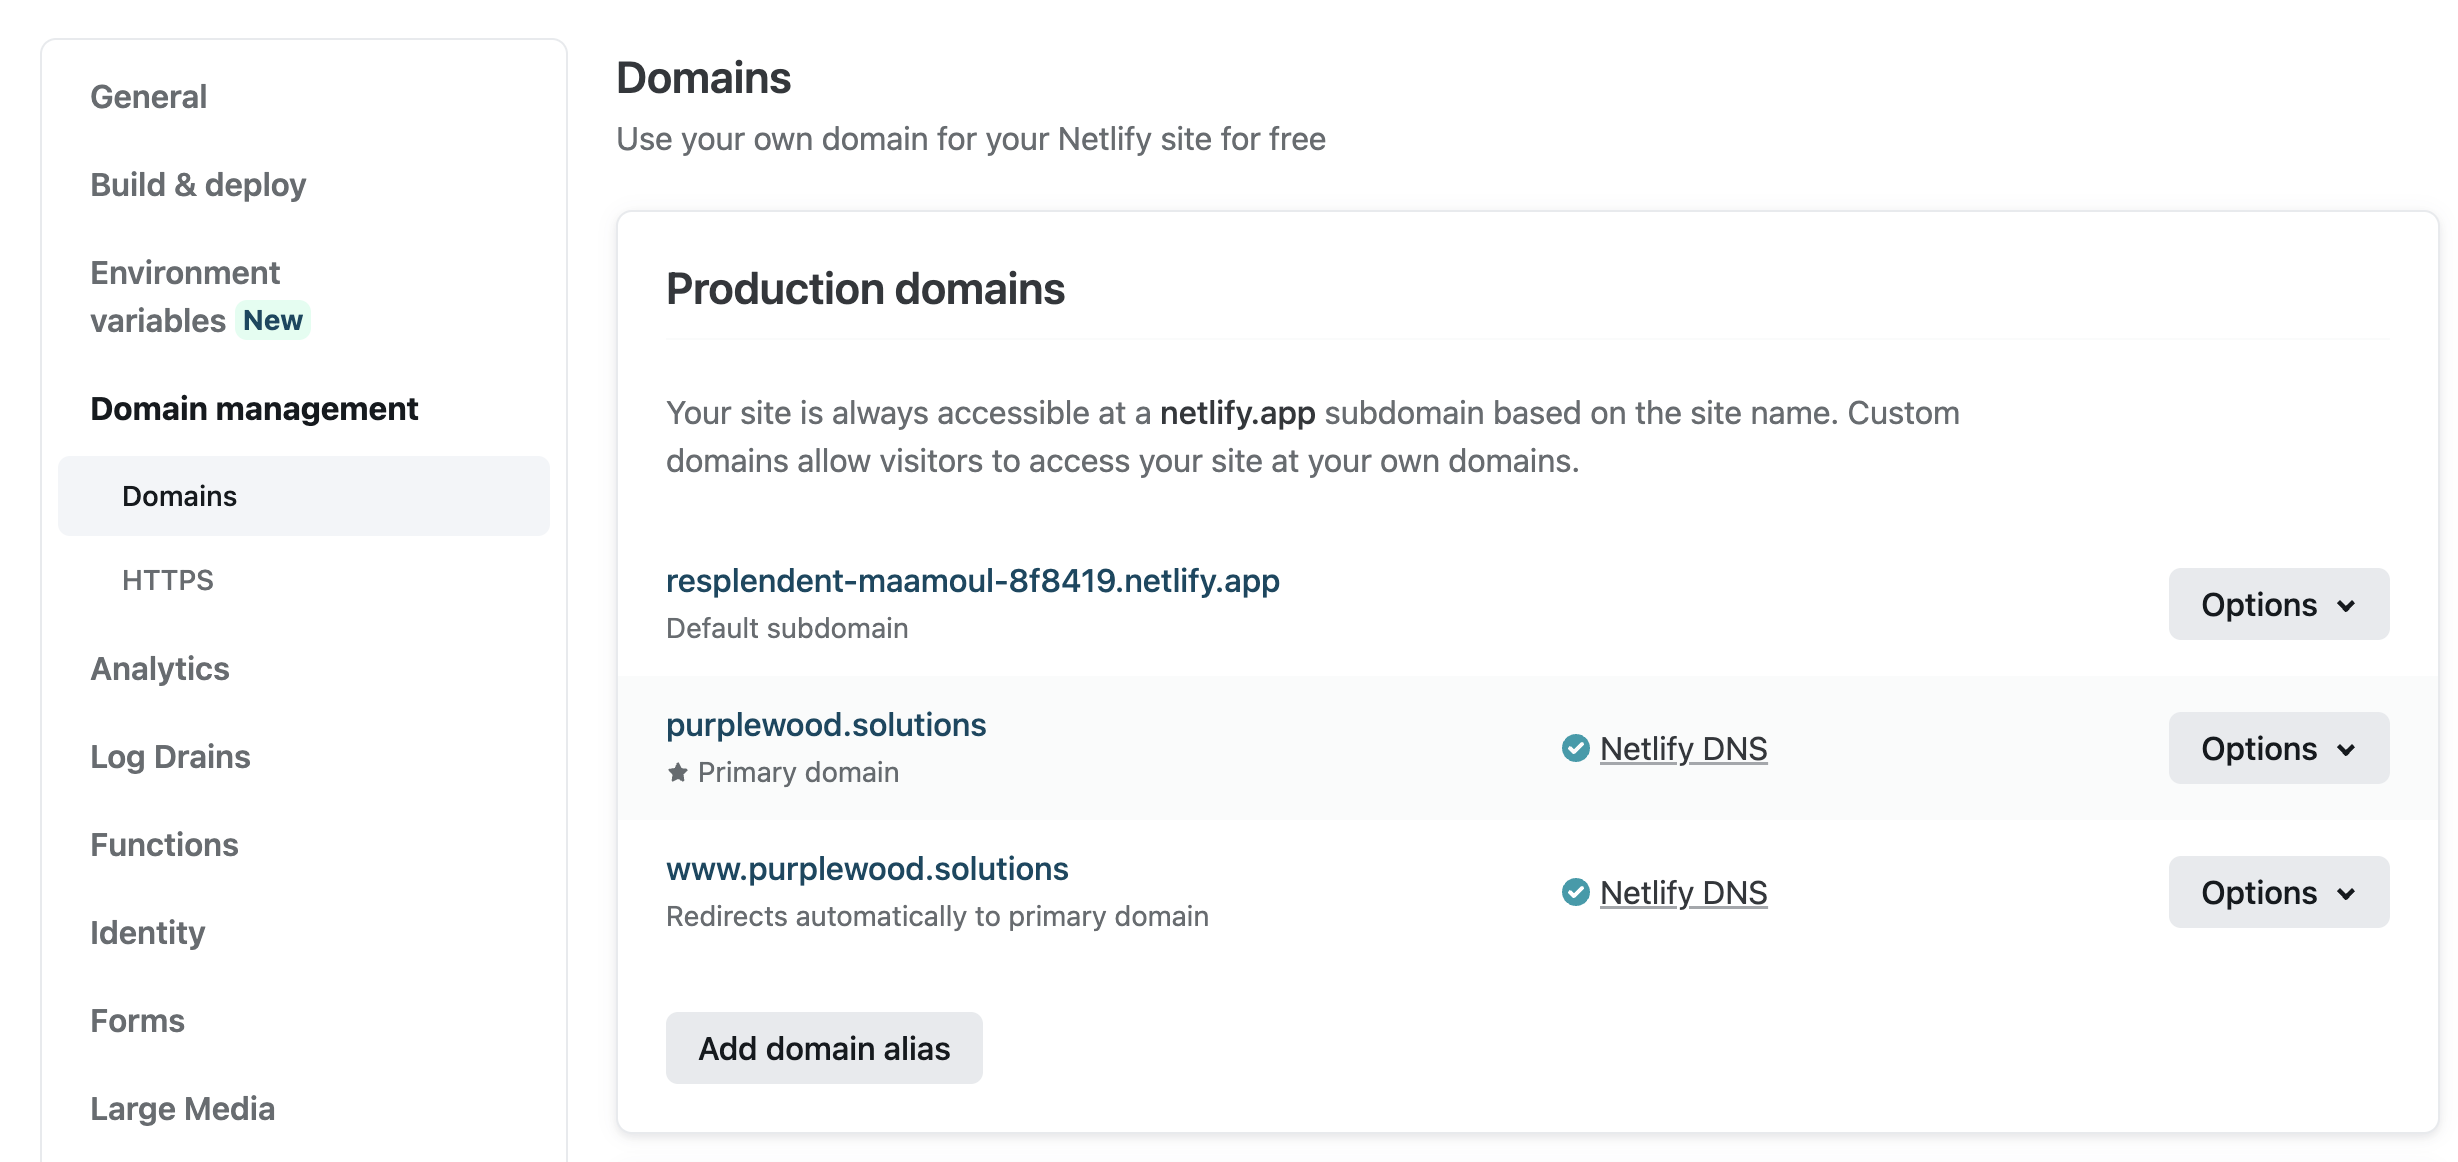 General
Build & deploy
Environment
variables New
Domain management
Domains
HTTPS
Analytics
Log Drains
Functions
Identity
Forms
Large Media
Domains
Use your own domain for your Netlify site for free
Production domains
Your site is always accessible at a netlify.app subdomain based on the site name. Custom
domains allow visitors to access your site at your own domains.
resplendent-maamoul-8f8419.netlify.app
Default subdomain
Options
purplewood.solutions
Primary domain
Netlify DNS
Options
www.purplewood.solutions
Redirects automatically to primary domain
Netlify DNS
Options
Add domain alias